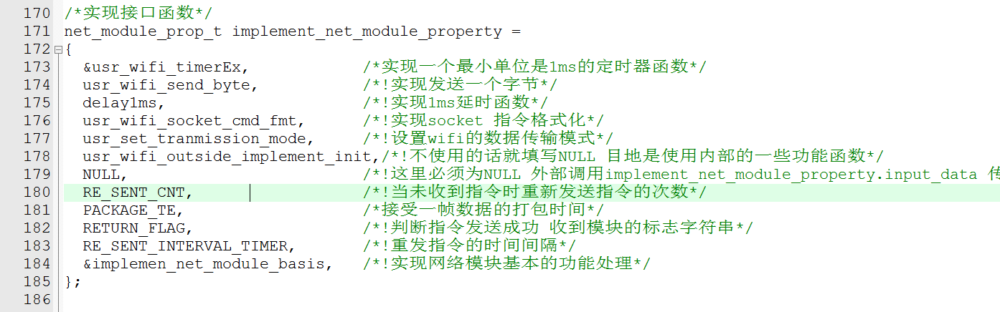 170 /*实现接口函数*/
171 net_module_prop_t implement_net_module_property =
172 {
173 &usr_wifi_timerEx, /*实现一个最小单位是1ms的定时器函数*/
174 usr_wifi_send_byte, /*!实现发送一个字节*/
175 delay1ms, /*!实现1ms延时函数*/
176 usr_wifi_socket_cmd_fmt, /*!实现socket 指令格式化*/
177 usr_set_tranmission_mode, /*!设置wifi的数据传输模式*/
178 usr_wifi_outside_implement_init,/*!不使用的话就填写NULL 目地是使用内部的一些功能函数*/
179 NULL, /*!这里必须为NULL 外部调用implement_net_module_property.input_data 传
180 RE_SENT_CNT, /*!当未收到指令时重新发送指令的次数*/
181 PACKAGE_TE, /*接受一帧数据的打包时间*/
182 RETURN_FLAG, /*!判断指令发送成功 收到模块的标志字符串*/
183 RE_SENT_INTERVAL_TIMER, /*!重发指令的时间间隔*/
184 &implemen_net_module_basis, /*!实现网络模块基本的功能处理*/
185 };
186